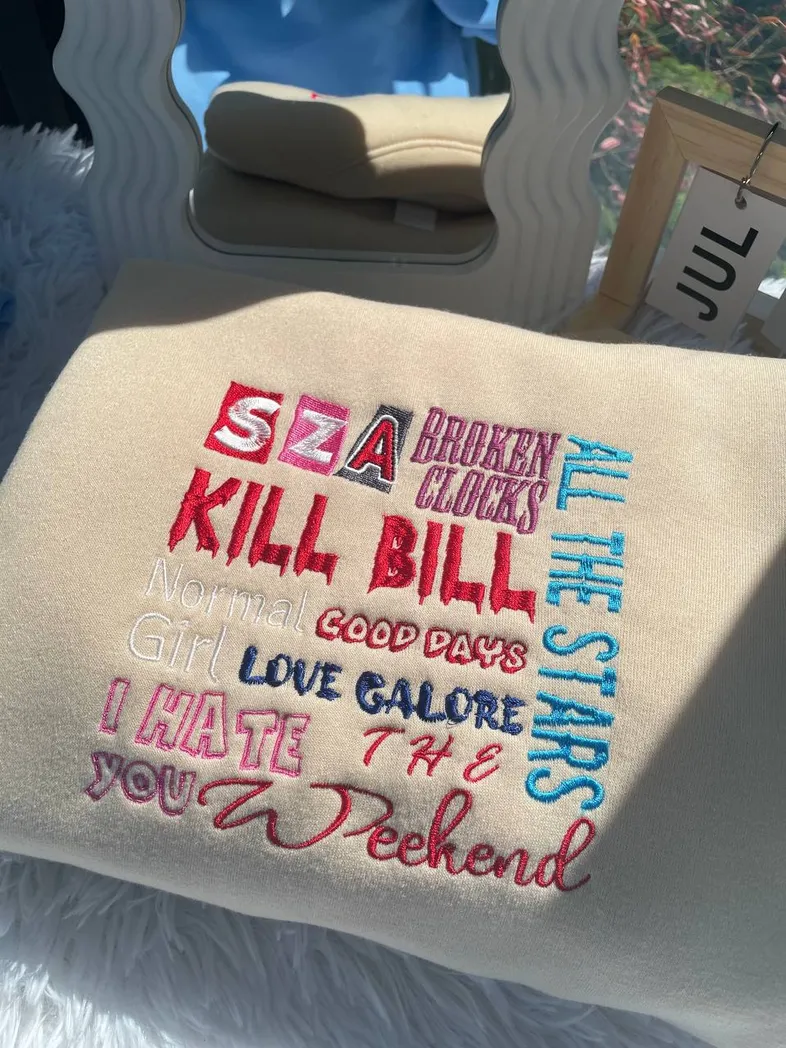 SZA
BROKEN
CLOCKS
ALL THE STARS
KILL BILL
Normal
Girl
GOOD DAYS
LOVE GALORE
I HATE
YOU
THE
Weekend
JUL